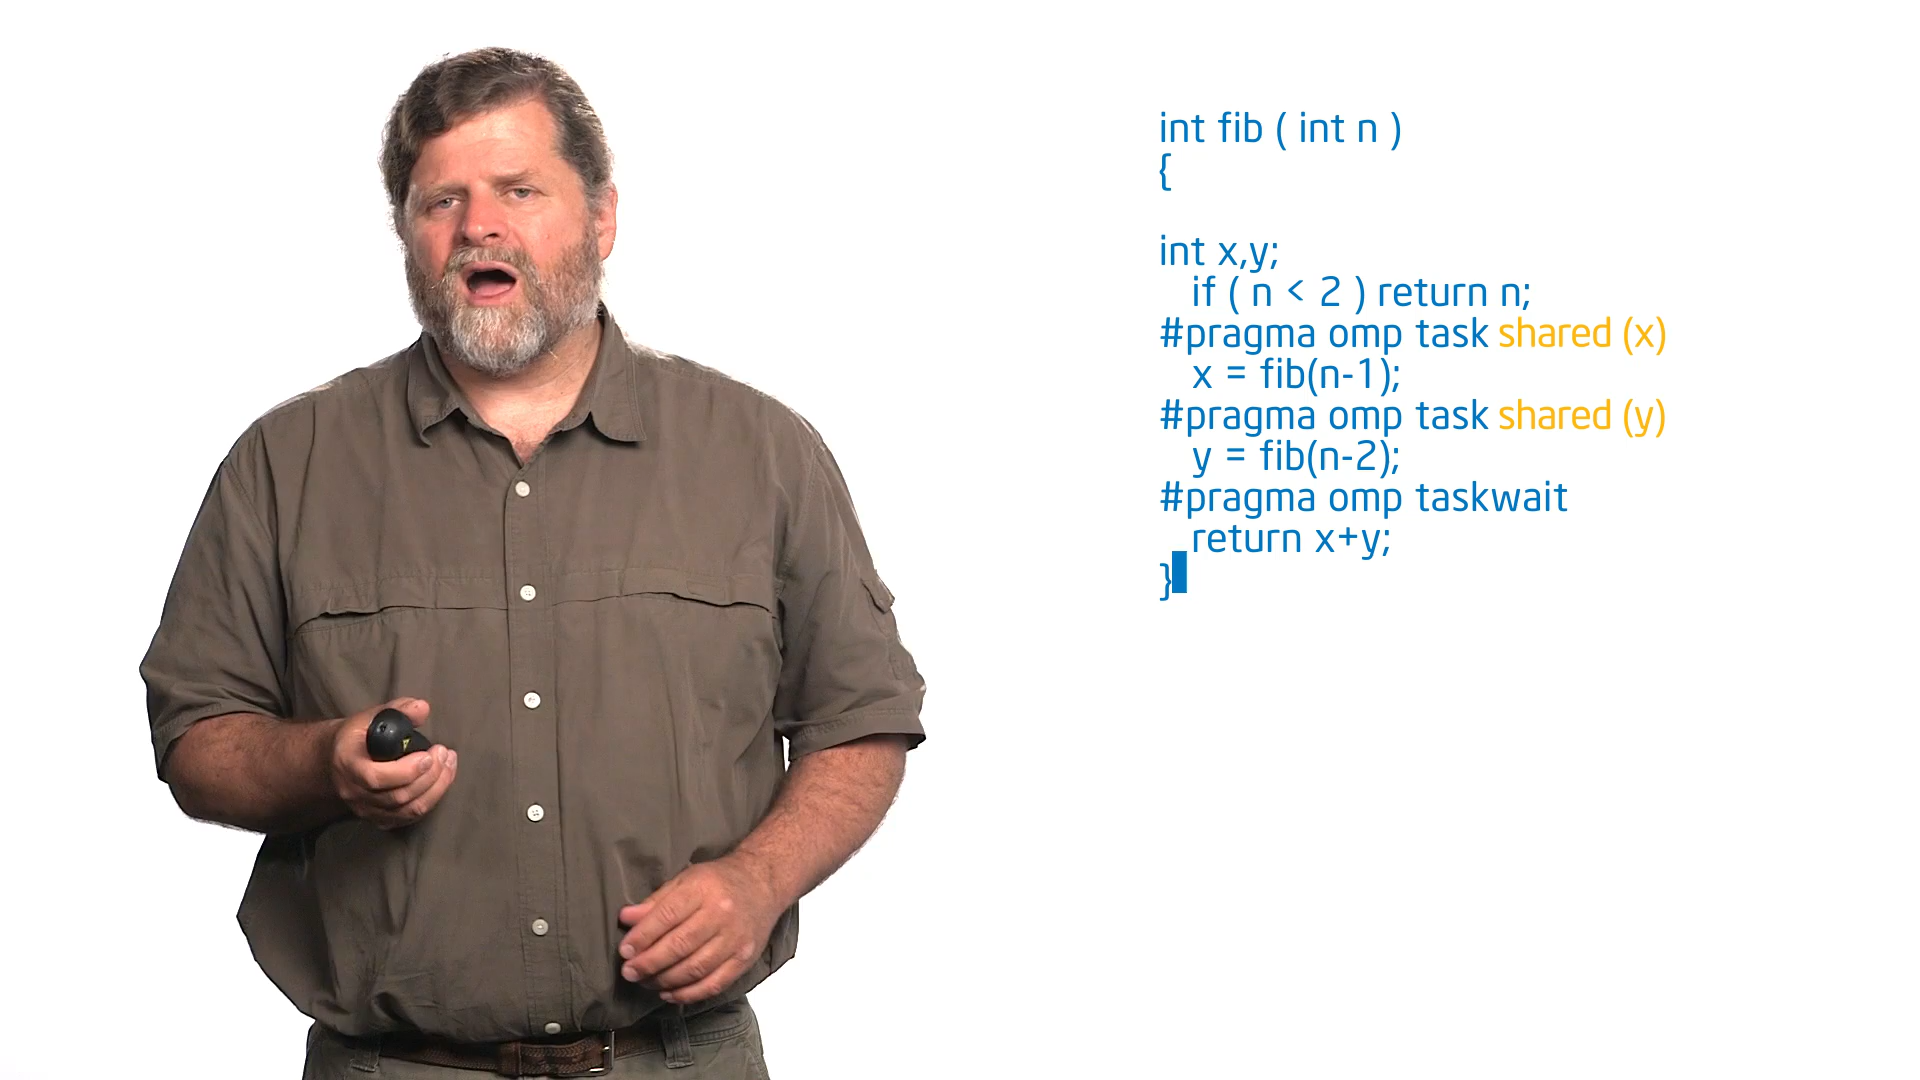 int fib ( int n )
{
int x,y;
if ( n < 2 ) return n;
#pragma omp task shared (x)
x = fib(n-1);
#pragma omp task shared (y)
y = fib(n-2);
#pragma omp taskwait
return x+y;
}